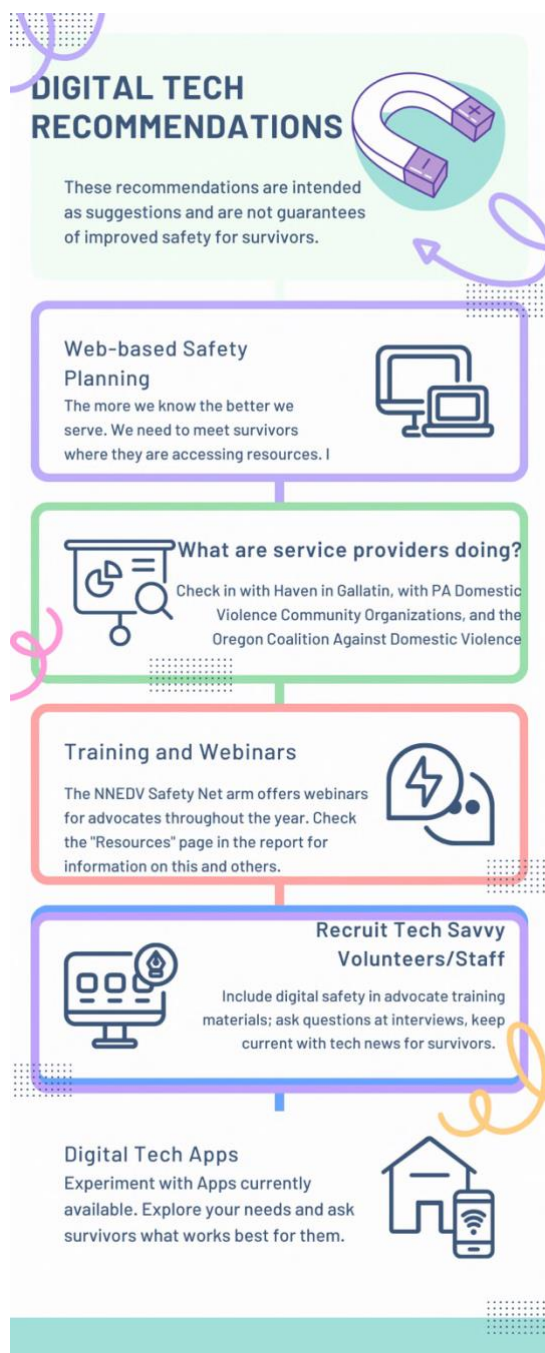 DIGITAL TECH
RECOMMENDATIONS
These recommendations are intended
as suggestions and are not guarantees
of improved safety for survivors.
Web-based Safety
Planning
The more we know the better we
serve. We need to meet survivors
where they are accessing resources. I
What are service providers doing?
Check in with Haven in Gallatin, with PA Domestic
Violence Community Organizations, and the
Oregon Coalition Against Domestic Violence
Training and Webinars
The NNEDV Safety Net arm offers webinars
for advocates throughout the year. Check
the "Resources" page in the report for
information on this and others.
Recruit Tech Savvy
Volunteers/Staff
Include digital safety in advocate training
materials; ask questions at interviews, keep
current with tech news for survivors.
Digital Tech Apps
Experiment with Apps currently
available. Explore your needs and ask
survivors what works best for them.